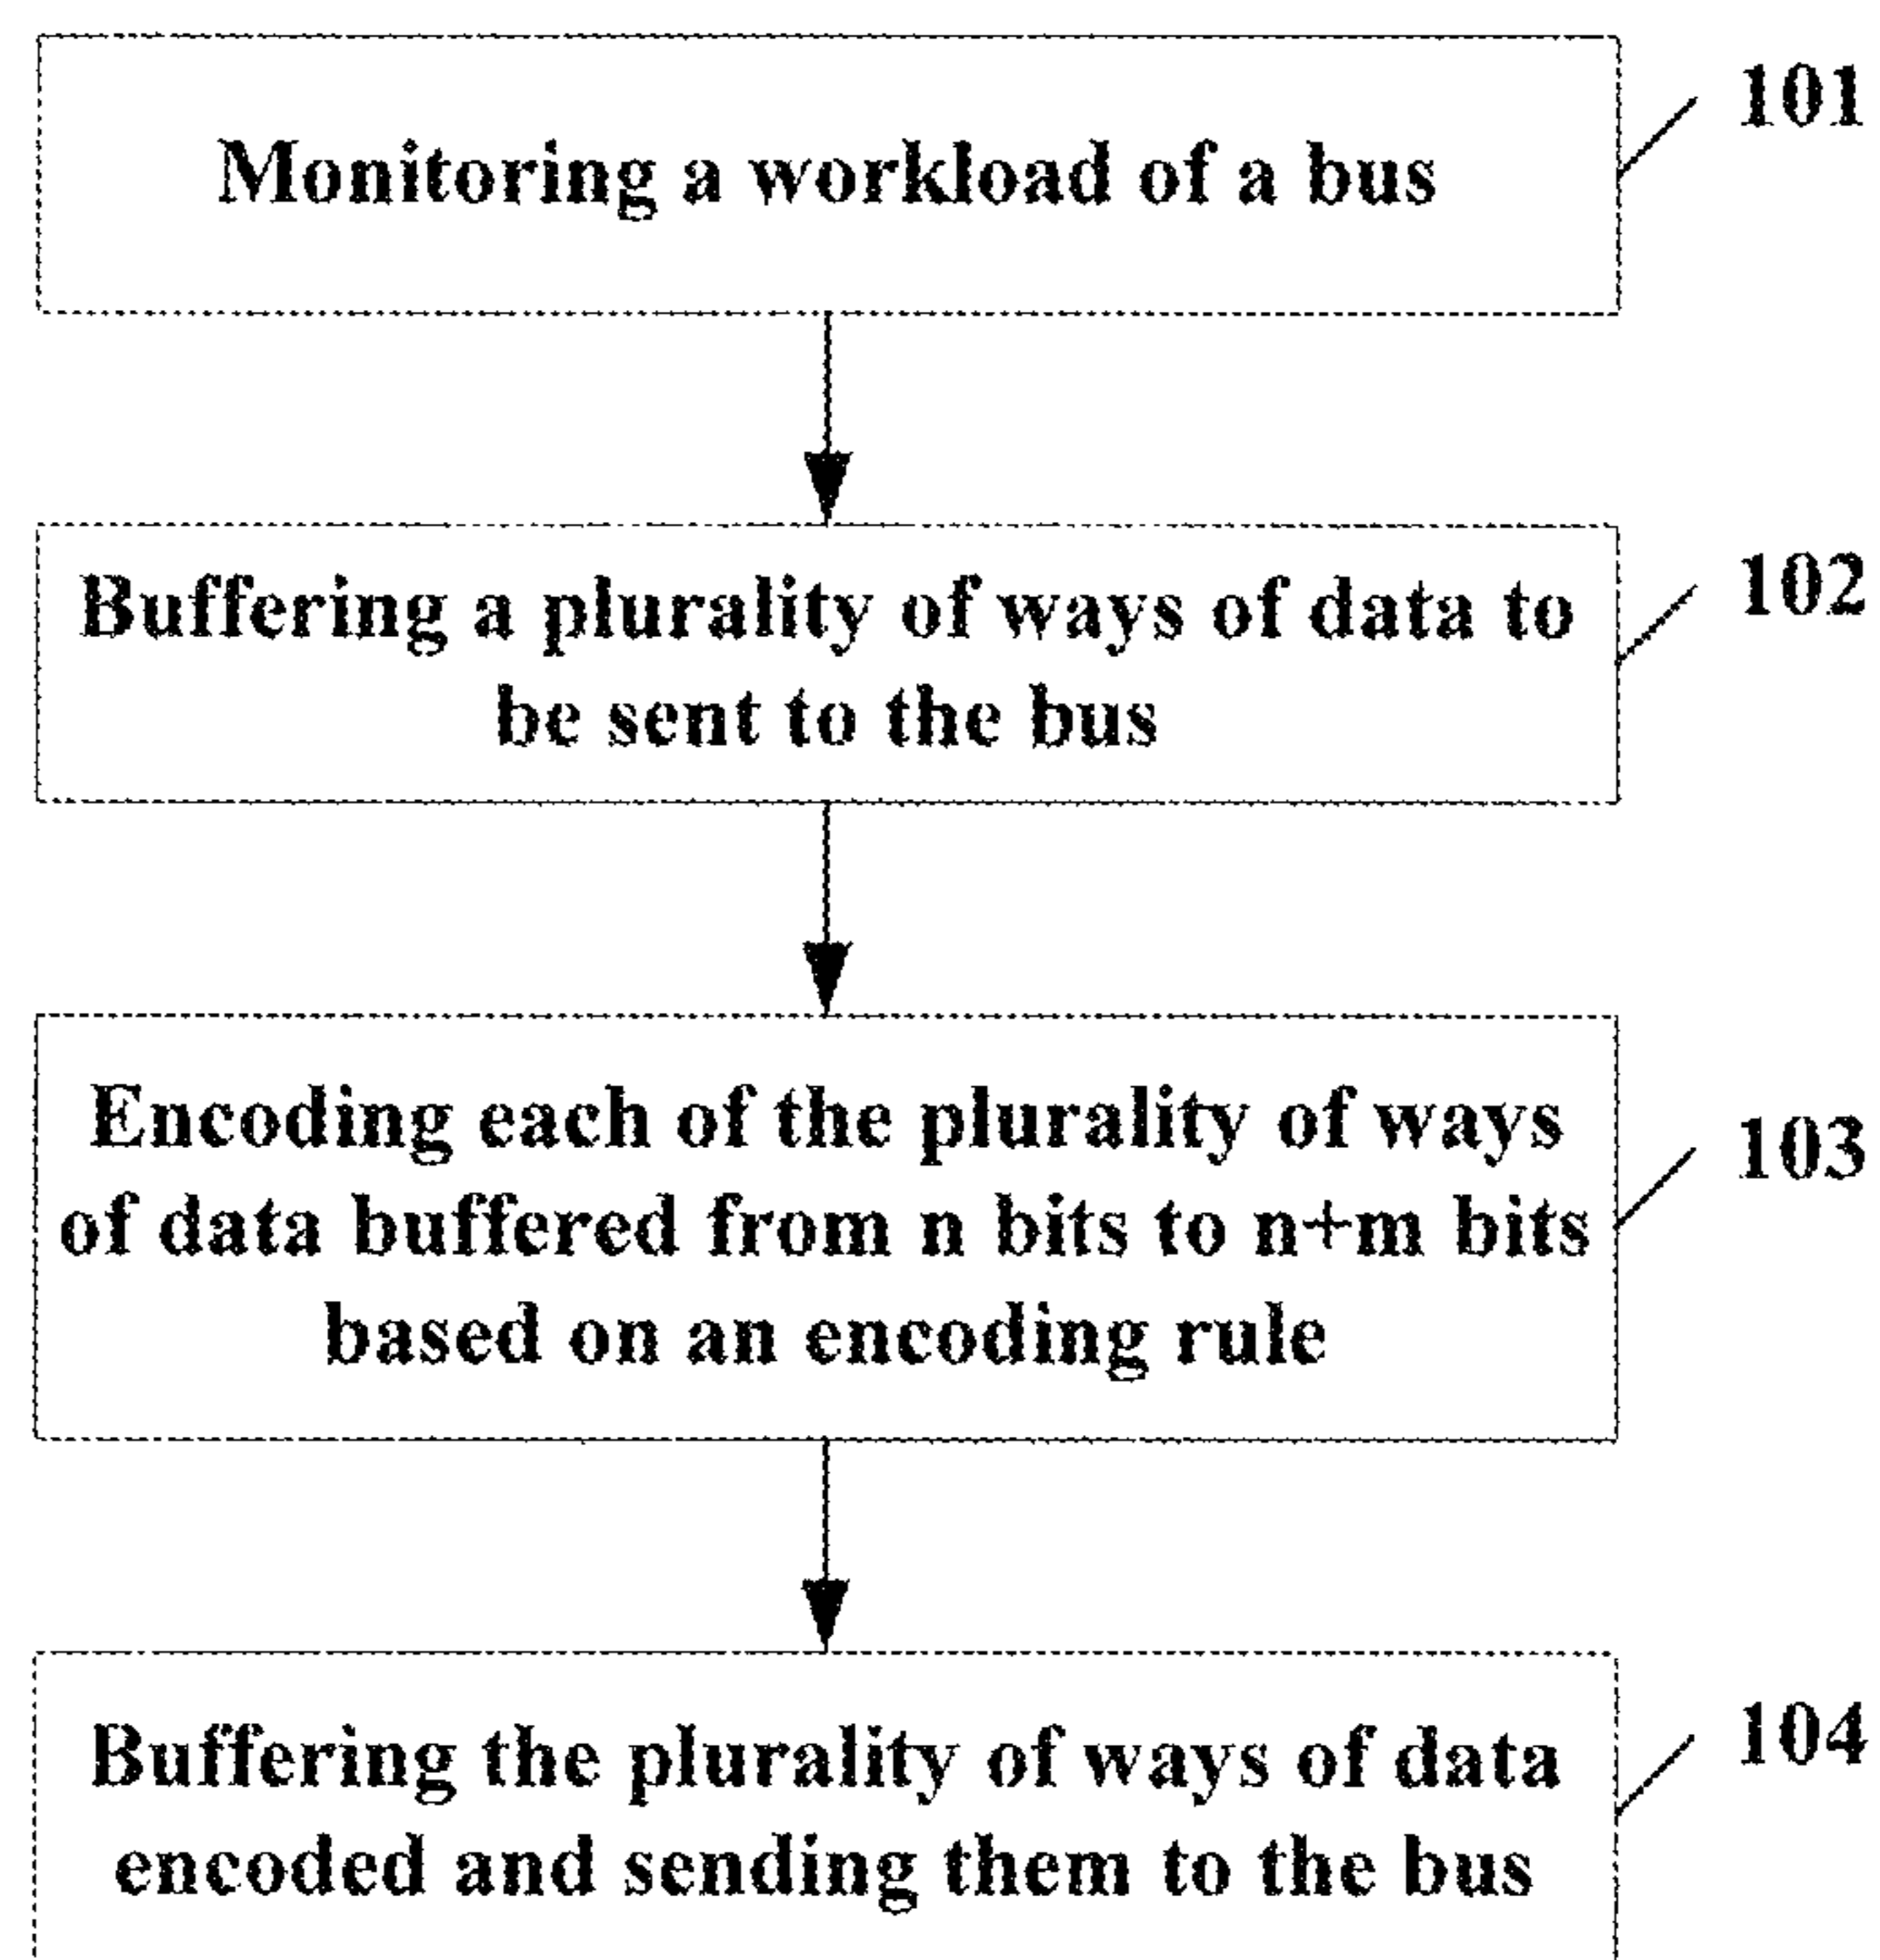 Monitoring a workload of a bus
101
Buffering a plurality of ways of data to
be sent to the bus
102
Encoding each of the plurality of ways
of data buffered from n bits to n+m bits
based on an encoding rule
103
Buffering the plurality of ways of data
encoded and sending them to the bus
104